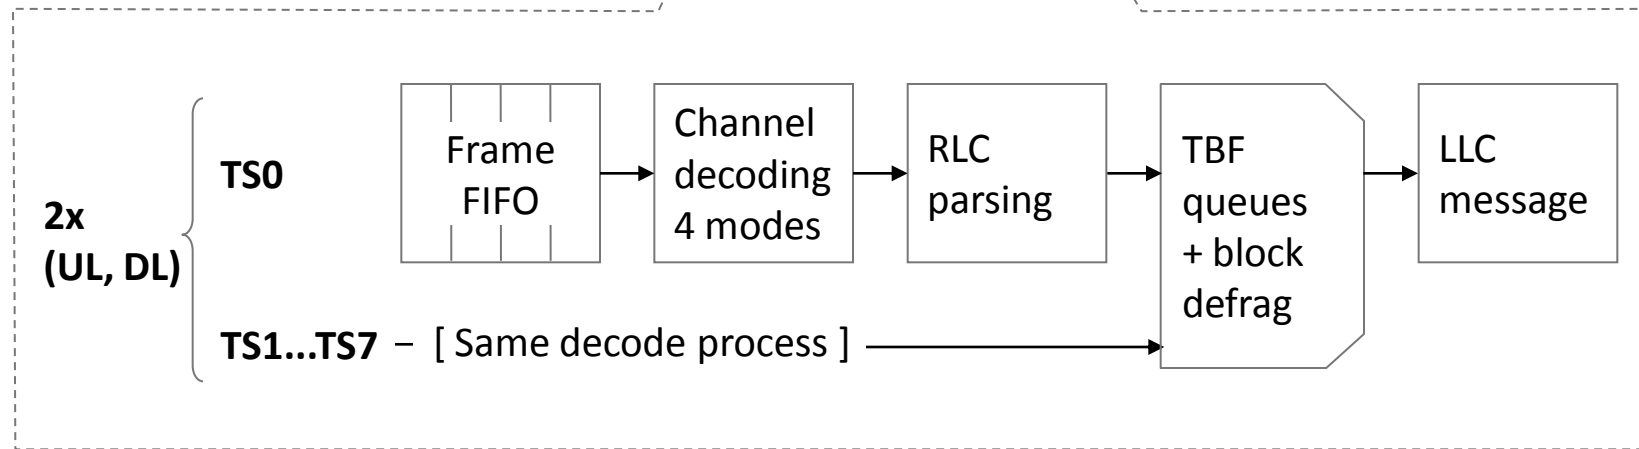 2x
(UL, DL)
TS0
Frame
FIFO
Channel
decoding
4 modes
RLC
parsing
TBF
queues
+ block
defrag
LLC
message
TS1...TS7 – [ Same decode process ]